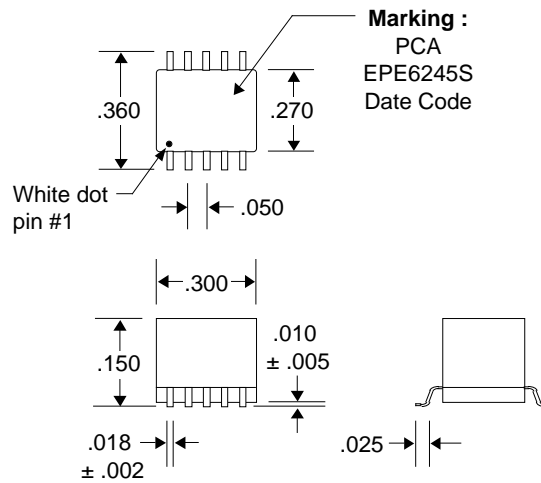 Marking :
PCA
EPE6245S
Date Code
.360
.270
White dot
pin #1
.050
.300
.150
.010
± .005
.018
± .002
.025